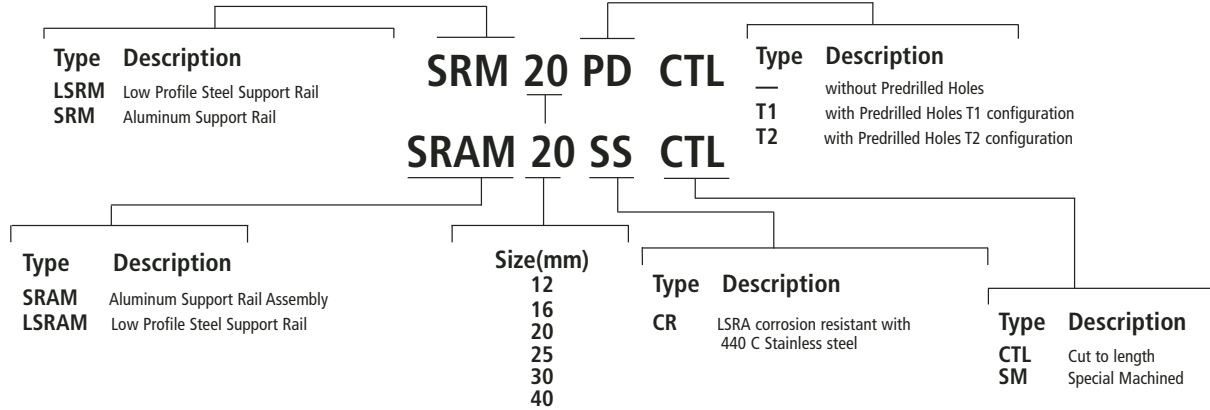 SRM 20 PD CTL
Type Description
LSRM Low Profile Steel Support Rail
SRM Aluminum Support Rail
Type Description
— without Predrilled Holes
T1 with Predrilled Holes T1 configuration
T2 with Predrilled Holes T2 configuration
SRAM 20 SS CTL
Type Description
SRAM Aluminum Support Rail Assembly
LSRAM Low Profile Steel Support Rail
Size(mm)
12
16
20
25
30
40
Type Description
CR LSRA corrosion resistant with
440 C Stainless steel
Type Description
CTL Cut to length
SM Special Machined